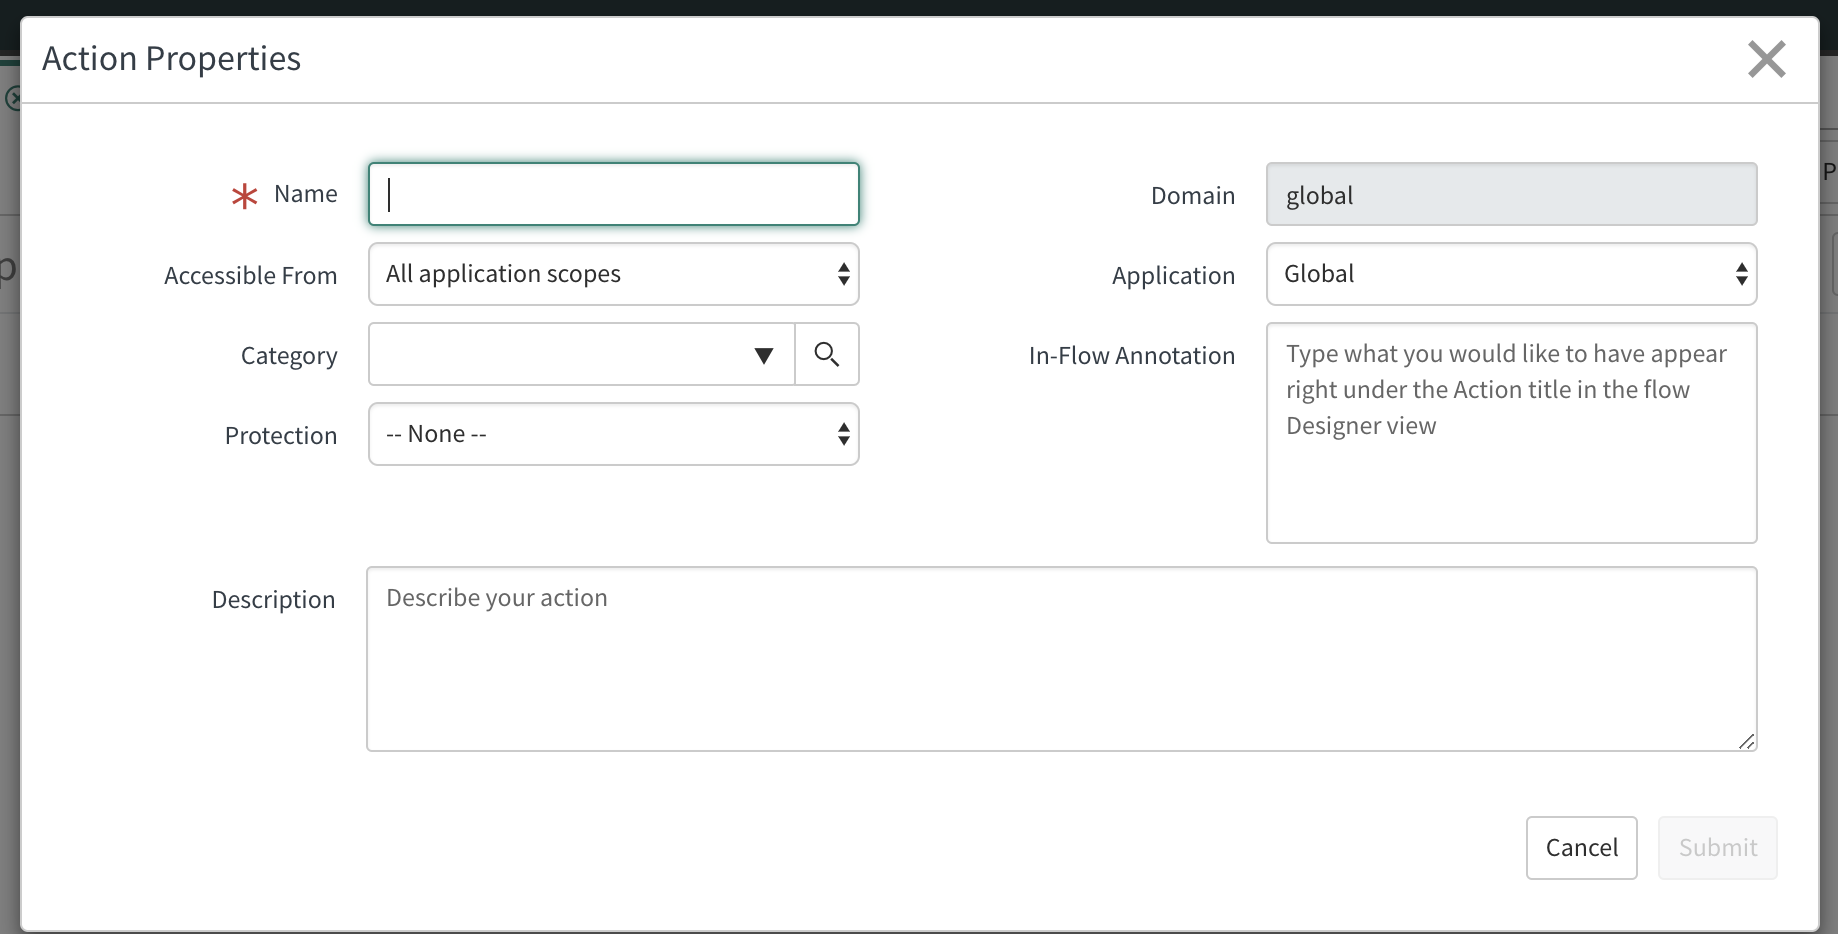 Action Properties
Name
Domain
global
Accessible From
All application scopes
Application
Global
Category
In-Flow Annotation
Type what you would like to have appear
right under the Action title in the flow
Designer view
Protection
-- None --
Description
Describe your action
Cancel
Submit